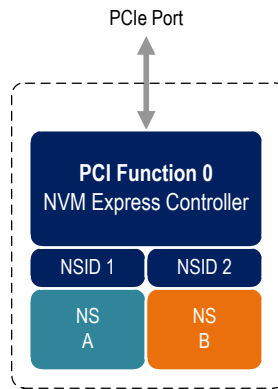 PCIe Port
PCI Function 0
NVM Express Controller
NSID 1 NSID 2
NS NS
A B